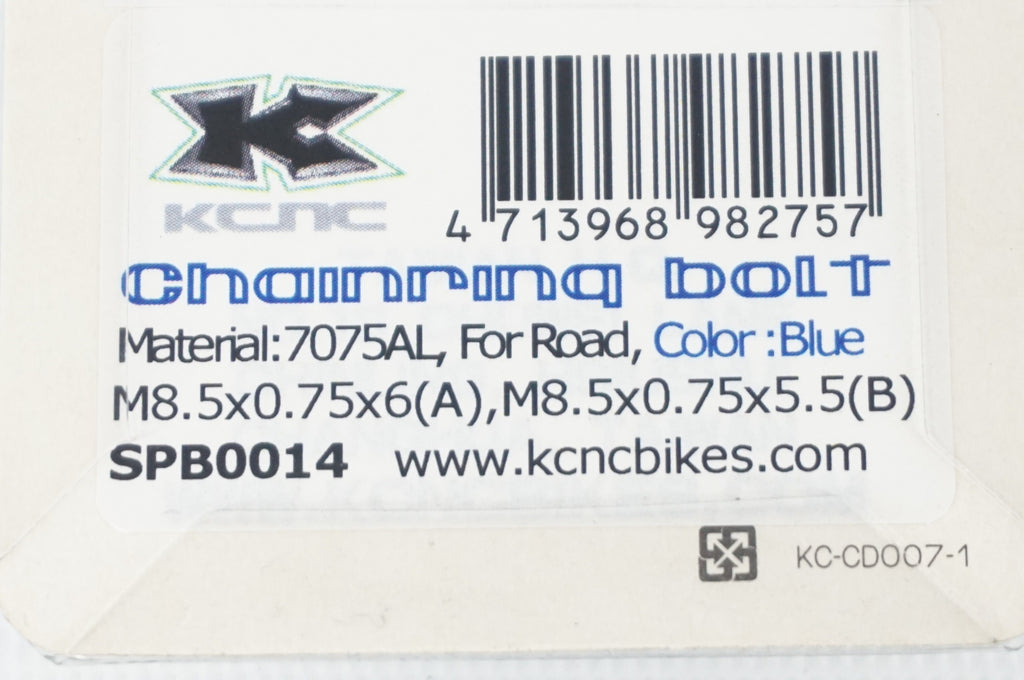 KCNC
4 713968 982757
Chainring bolt
Material:7075AL, For Road, Color :Blue
M8.5x0.75x6(A),M8.5x0.75x5.5(B)
SPB0014 www.kcncbikes.com
KC-CD007-1